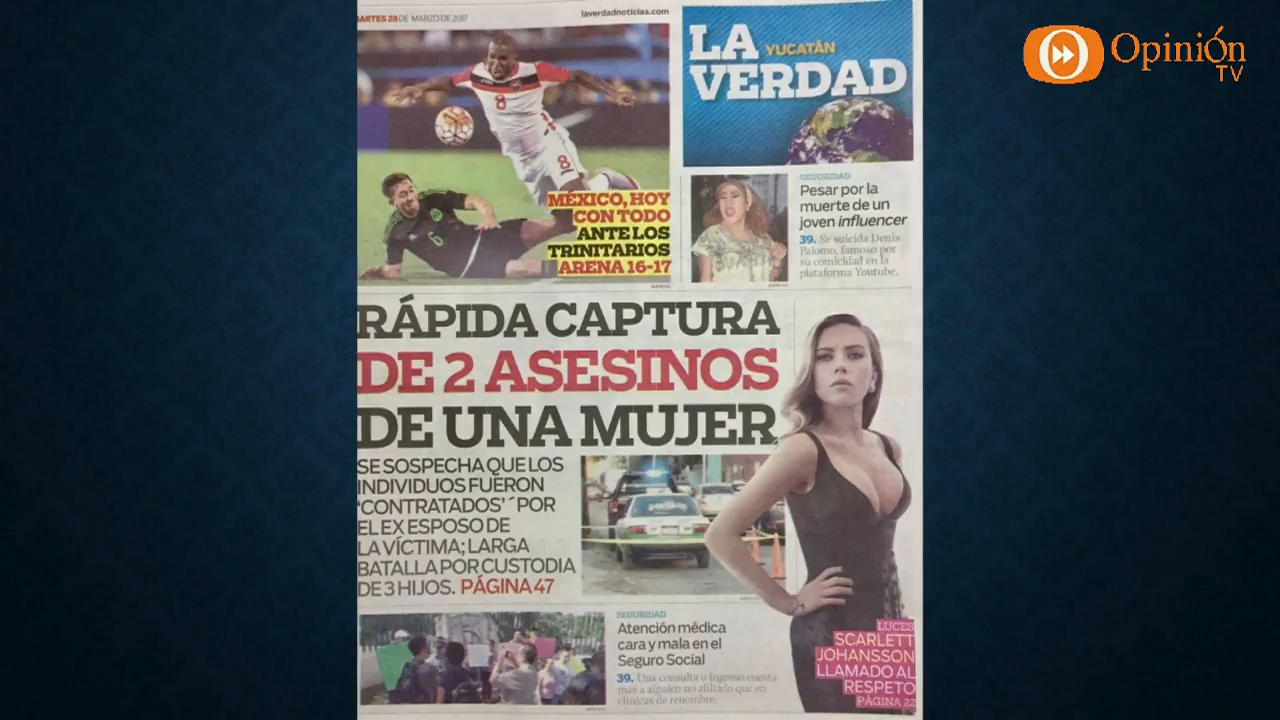 MARTES 28 DE MARZO DE 2017
laverdadnoticias.com
LA
YUCATÁN
VERDAD
Opinión
TV
8
8
6
MÉXICO, HOY
CON TODO
ANTE LOS
TRINITARIOS
ARENA 16-17
SEGURIDAD
Pesar por la
muerte de un
joven influencer
39. Se suicida Denis
Palomo, famoso por
su comicidad en la
plataforma Youtube.
RÁPIDA CAPTURA
DE 2 ASESINOS
DE UNA MUJER
SE SOSPECHA QUE LOS
INDIVIDUOS FUERON
'CONTRATADOS'´ POR
EL EX ESPOSO DE
LA VÍCTIMA; LARGA
BATALLA POR CUSTODIA
DE 3 HIJOS. PÁGINA 47
SEGURIDAD
Atención médica
cara y mala en el
Seguro Social
39. Una consulta o ingreso cuesta
más a alguien no afiliado que en
clínicas de renombre.
LUCES
SCARLETT
JOHANSSON
LLAMADO AL
RESPETO
PÁGINA 22